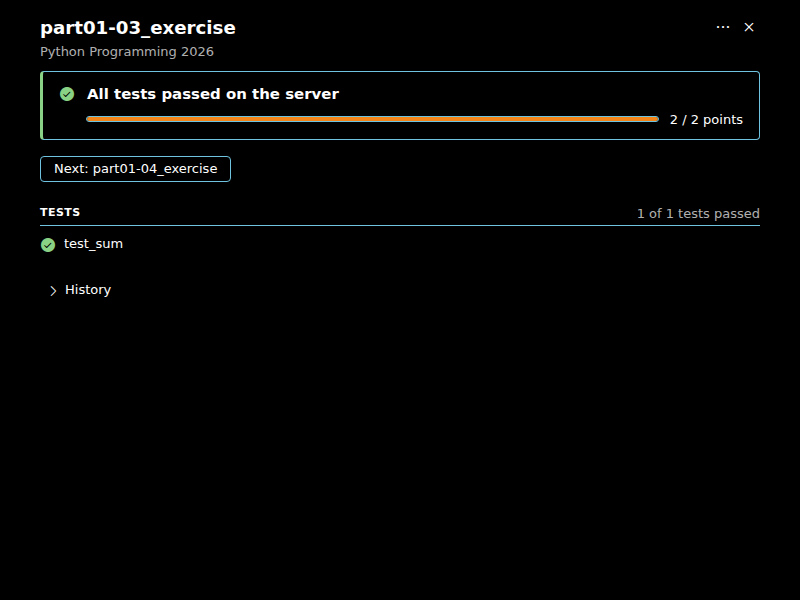 part01-03_exercise
Python Programming 2026
All tests passed on the server
2 / 2 points
Next: part01-04_exercise
TESTS
1 of 1 tests passed
test_sum
History